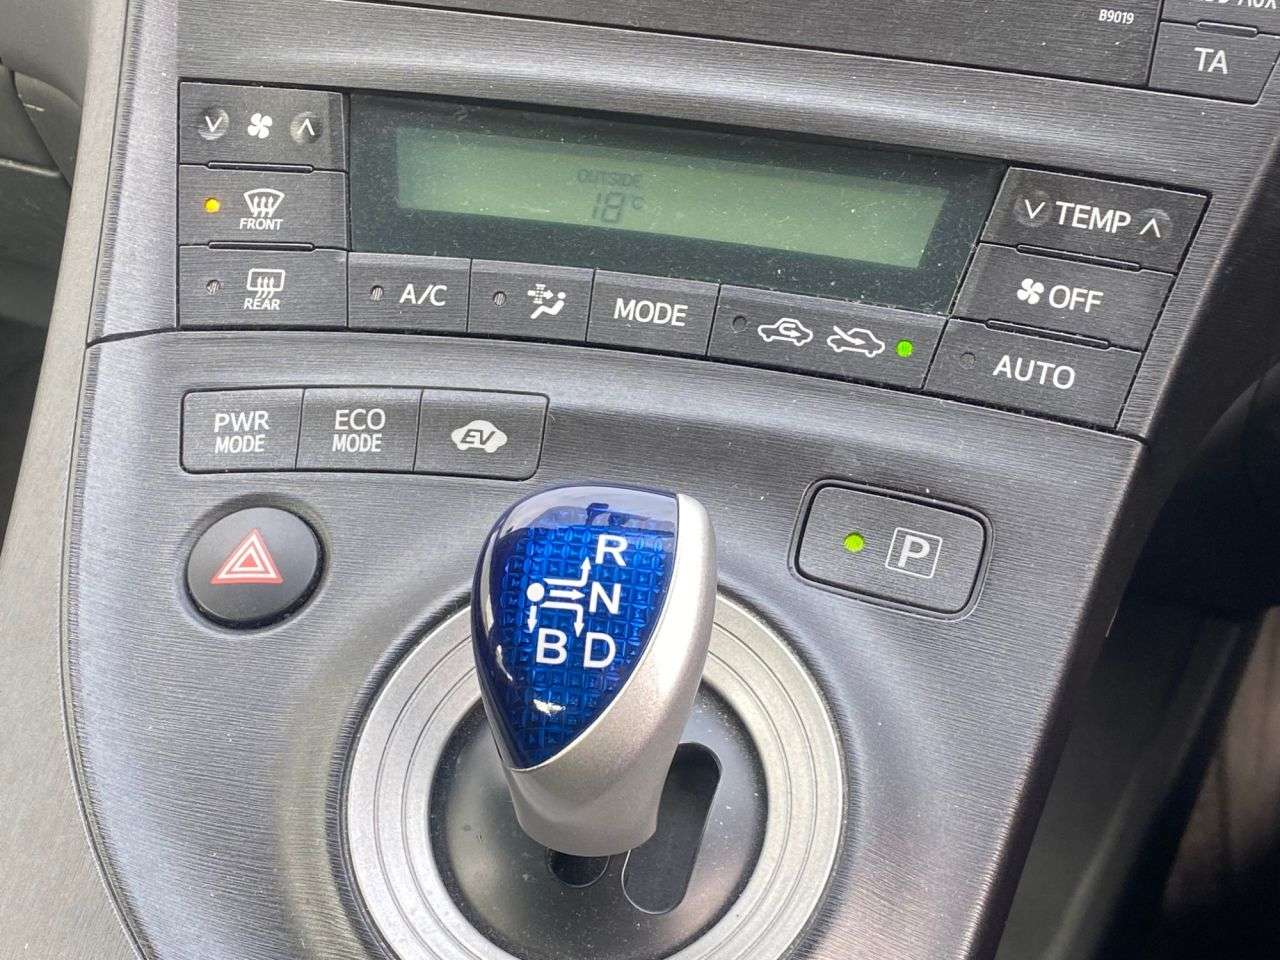 B9019
TA
OUTSIDE
18°C
FRONT
REAR
A/C
MODE
TEMP
OFF
AUTO
PWR
MODE
ECO
MODE
EV
P
R
N
B D